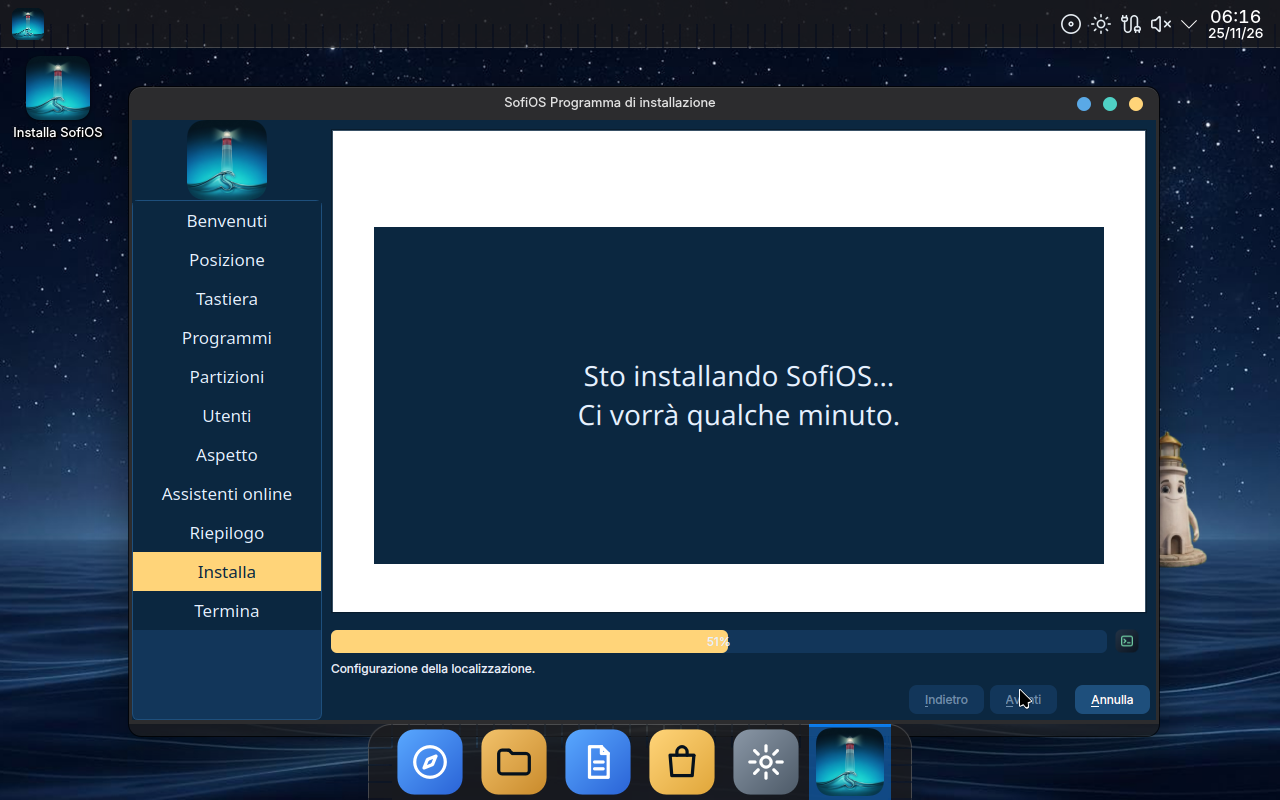 06:16
25/11/26
Installa SofiOS
SofiOS Programma di installazione
Benvenuti
Posizione
Tastiera
Programmi
Partizioni
Utenti
Aspetto
Assistenti online
Riepilogo
Installa
Termina
Sto installando SofiOS...
Ci vorrà qualche minuto.
51%
Configurazione della localizzazione.
Indietro
Annulla